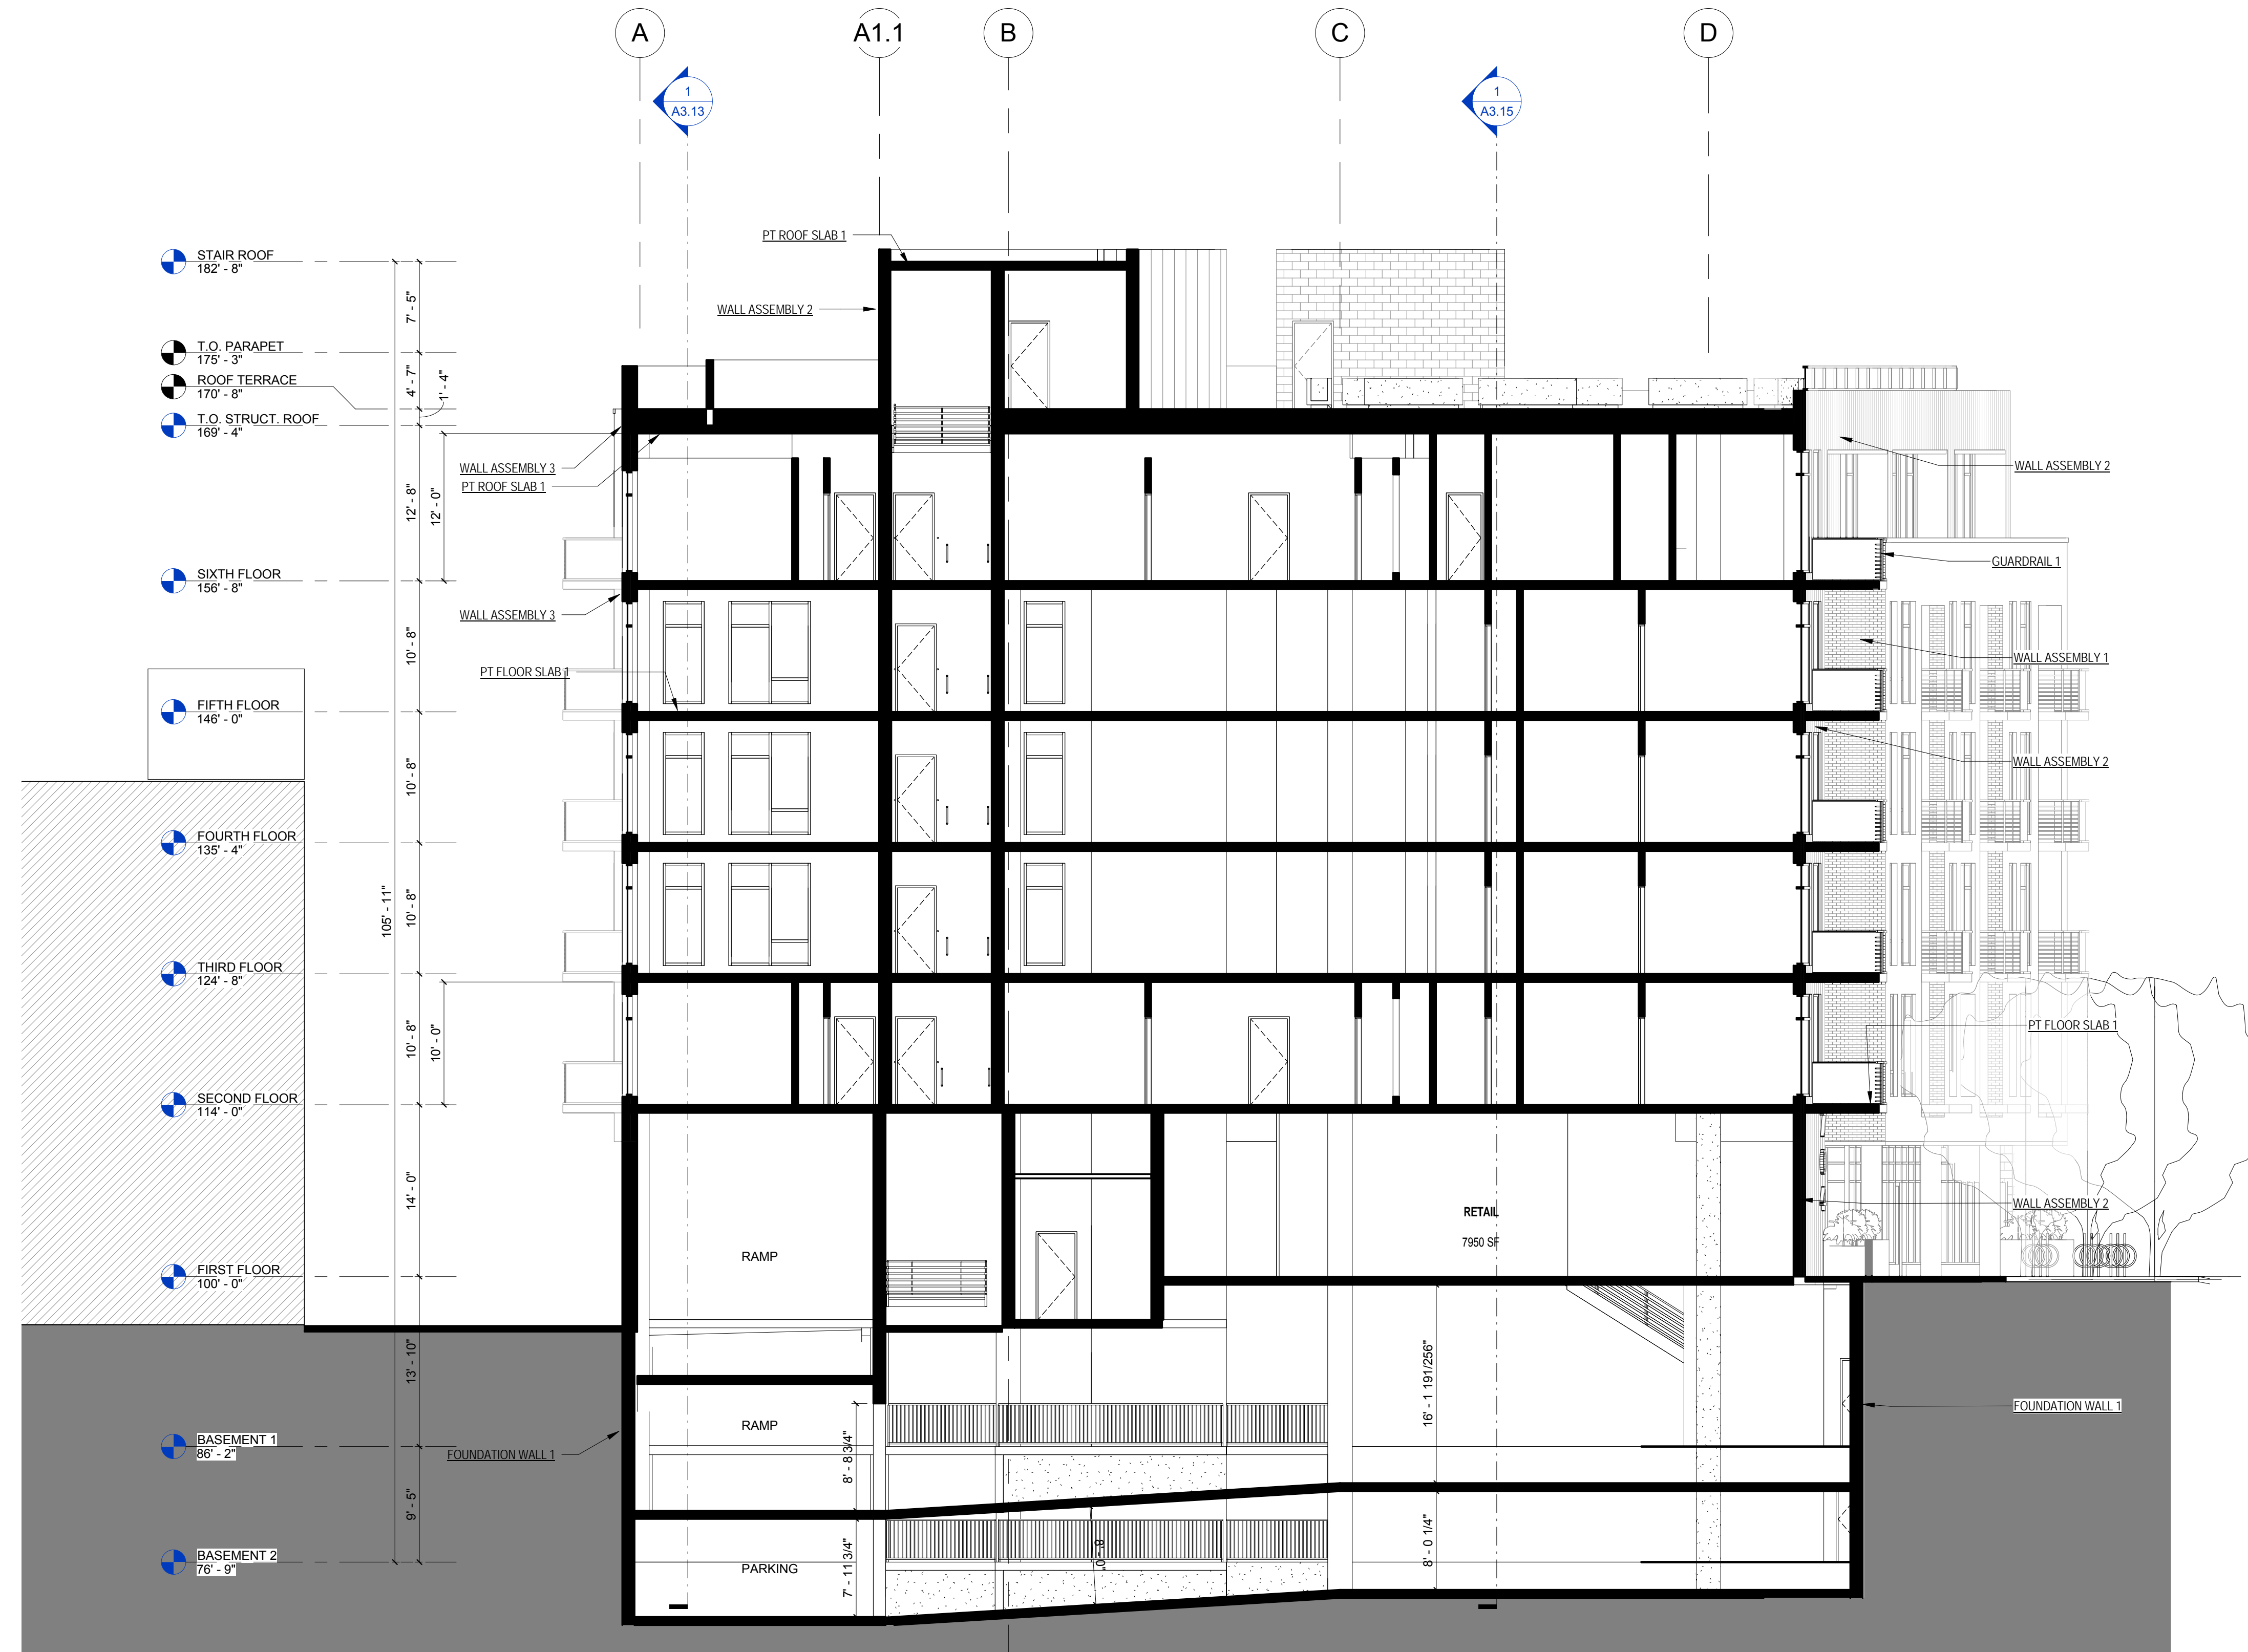 A
A1.1
B
C
D
1
A3.13
1
A3.15
PT ROOF SLAB 1
STAIR ROOF
182' - 8"
7' - 5"
WALL ASSEMBLY 2
T.O. PARAPET
175' - 3"
ROOF TERRACE
170' - 8"
4' - 7"
1' - 4"
T.O. STRUCT. ROOF
169' - 4"
WALL ASSEMBLY 3
PT ROOF SLAB 1
WALL ASSEMBLY 2
12' - 8"
12' - 0"
GUARDRAIL 1
SIXTH FLOOR
156' - 8"
WALL ASSEMBLY 3
10' - 8"
WALL ASSEMBLY 1
PT FLOOR SLAB 1
FIFTH FLOOR
146' - 0"
10' - 8"
WALL ASSEMBLY 2
FOURTH FLOOR
135' - 4"
105' - 11"
10' - 8"
THIRD FLOOR
124' - 8"
10' - 8"
10' - 0"
PT FLOOR SLAB 1
SECOND FLOOR
114' - 0"
14' - 0"
WALL ASSEMBLY 2
RETAIL
7950 SF
RAMP
FIRST FLOOR
100' - 0"
13' - 10"
16' - 1 191/256"
FOUNDATION WALL 1
RAMP
BASEMENT 1
86' - 2"
FOUNDATION WALL 1
8' - 8 3/4"
9' - 5"
8' - 0 1/4"
8' - 0"
BASEMENT 2
76' - 9"
PARKING
7' - 11 3/4"